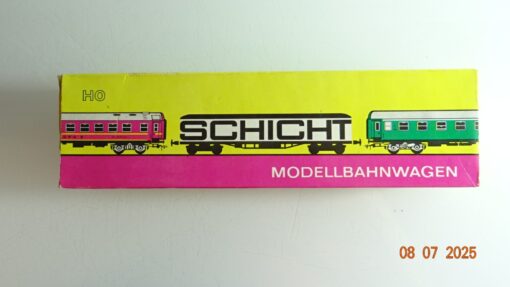 HO
SCHICHT
MODELLBAHNWAGEN
08 07 2025